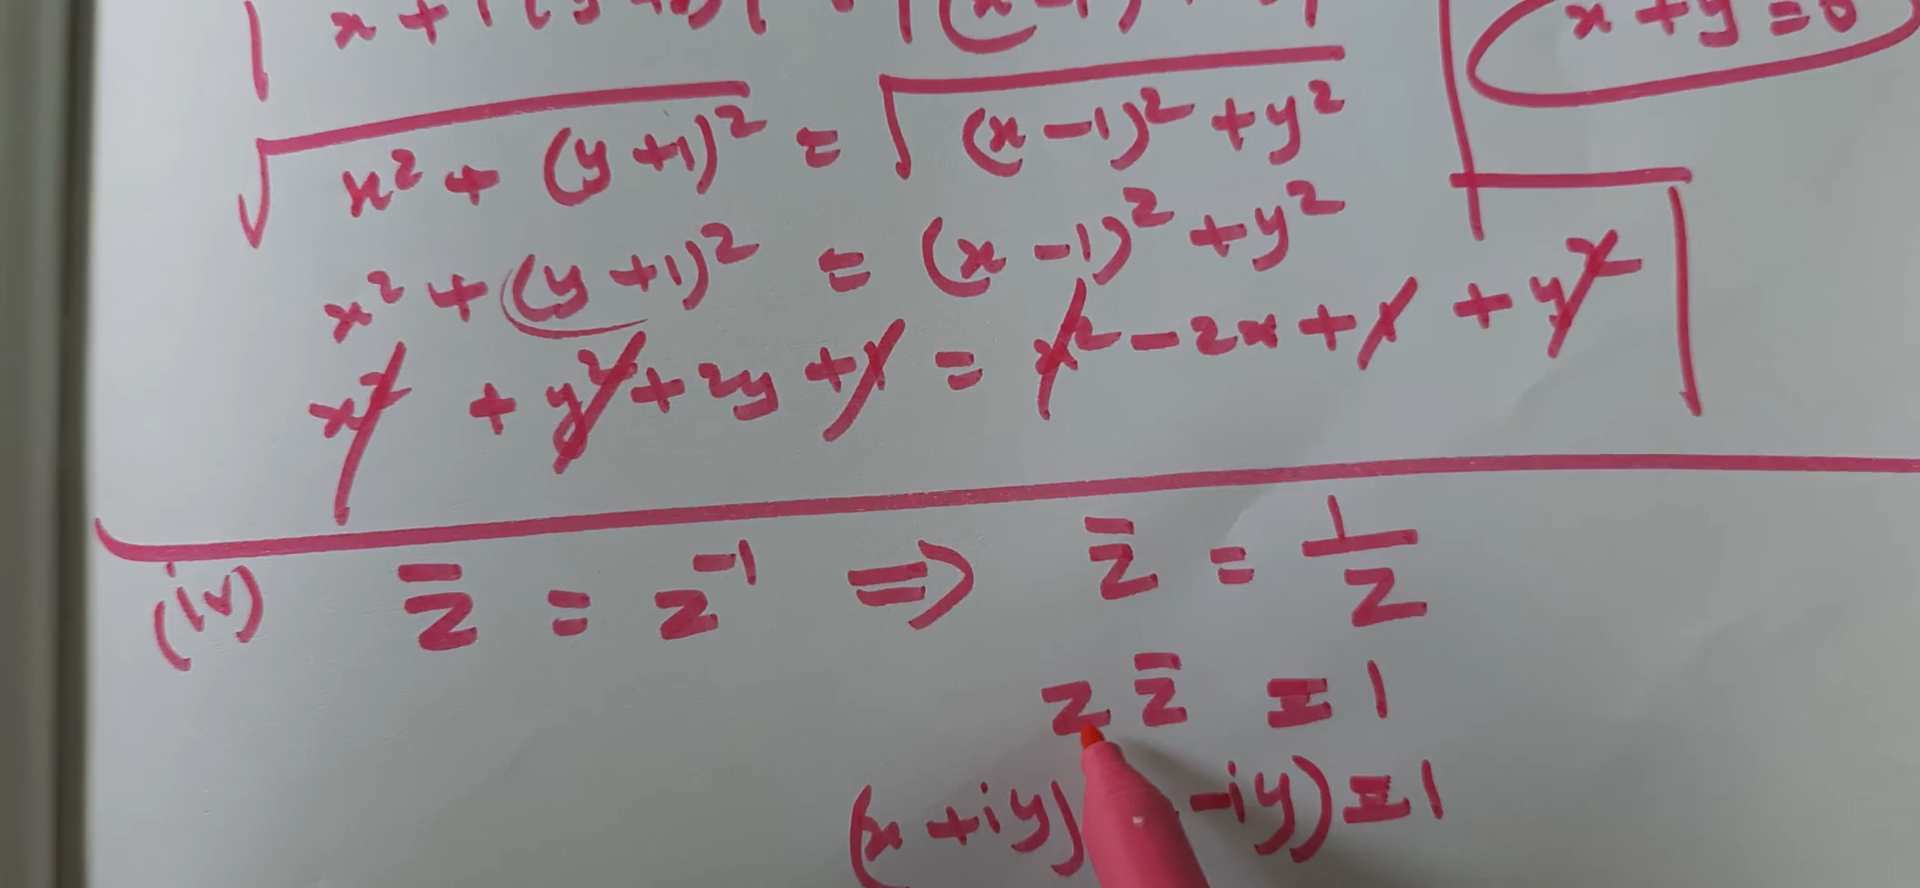 x + y = 0
√(x² + (y+1)²) = √((x-1)² + y²)
x² + (y+1)² = (x-1)² + y²
x² + y² + 2y + 1 = x² - 2x + 1 + y²
(iv) z̄ = z⁻¹ ⇒ z̄ = 1/z
z z̄ = 1
(x+iy) -iy) = 1